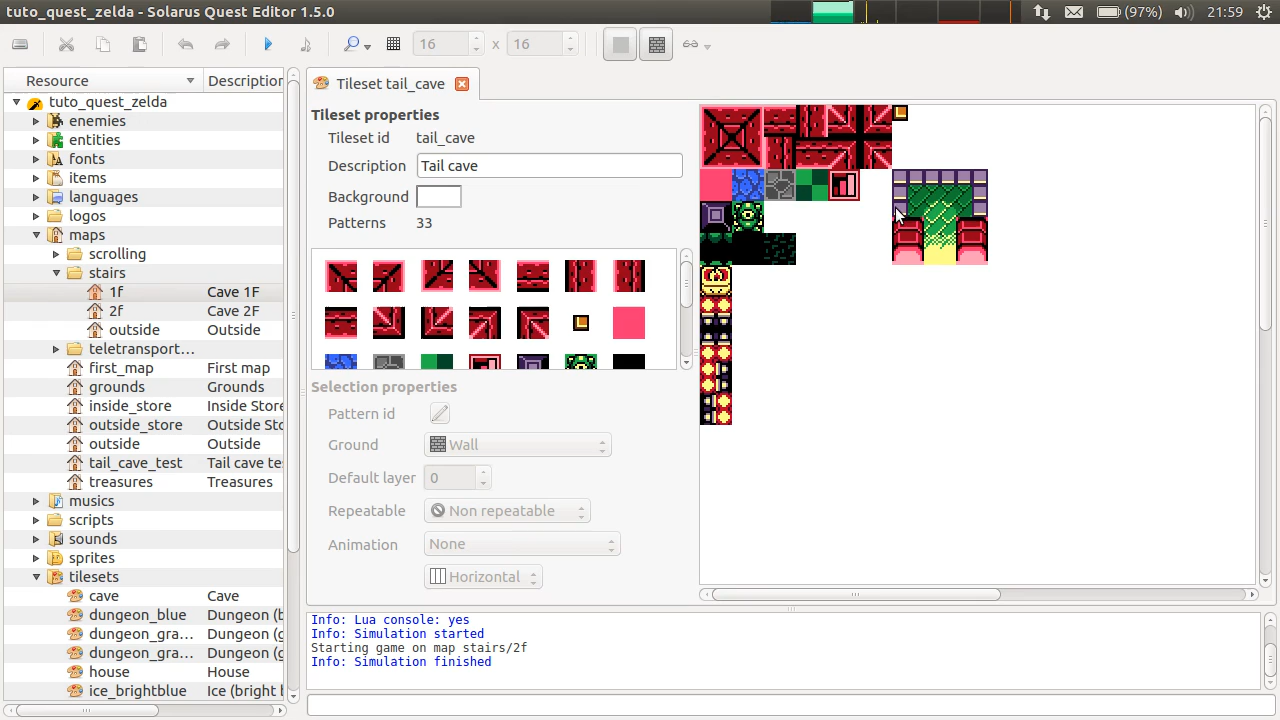 tuto_quest_zelda - Solarus Quest Editor 1.5.0
(97%)
21:59
16
x
16
Resource
Description
tuto_quest_zelda
enemies
entities
fonts
items
languages
logos
maps
scrolling
stairs
1f Cave 1F
2f Cave 2F
outside Outside
teletransport...
first_map First map
grounds Grounds
inside_store Inside Store
outside_store Outside Sto
outside Outside
tail_cave_test Tail cave te
treasures Treasures
musics
scripts
sounds
sprites
tilesets
cave Cave
dungeon_blue Dungeon (b
dungeon_gra... Dungeon (g
dungeon_gra... Dungeon (g
house House
ice_brightblue Ice (bright b
Tileset tail_cave
Tileset properties
Tileset id tail_cave
Description Tail cave
Background
Patterns 33
Selection properties
Pattern id
Ground Wall
Default layer 0
Repeatable Non repeatable
Animation None
Horizontal
Info: Lua console: yes
Info: Simulation started
Starting game on map stairs/2f
Info: Simulation finished